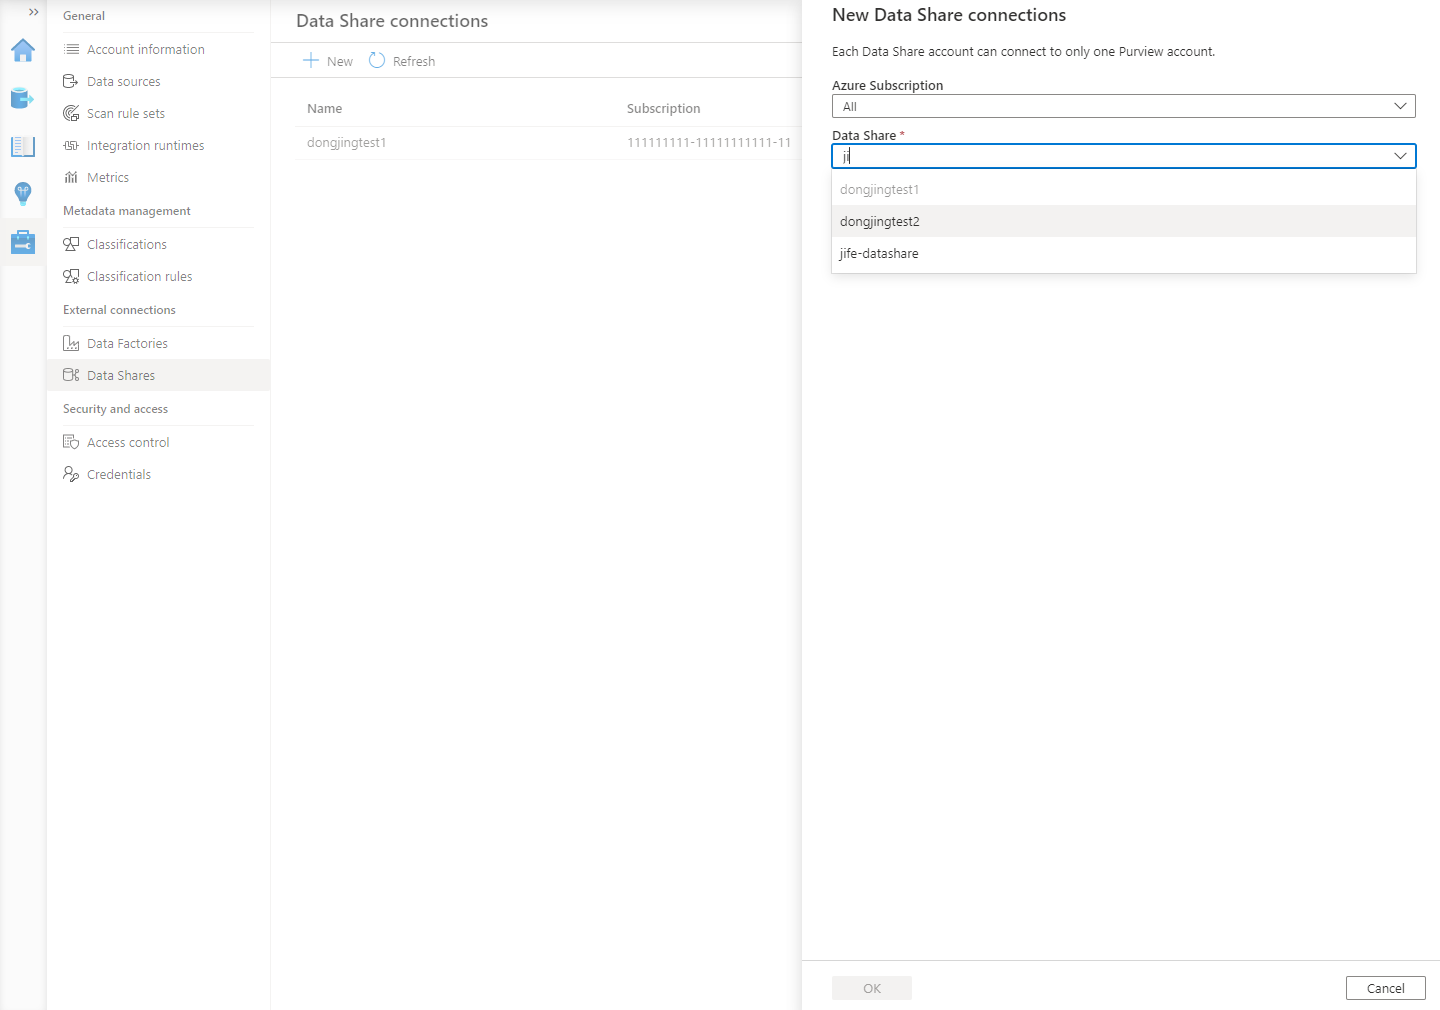 General
Account information
Data sources
Scan rule sets
Integration runtimes
Metrics
Metadata management
Classifications
Classification rules
External connections
Data Factories
Data Shares
Security and access
Access control
Credentials
Data Share connections
New Refresh
Name Subscription
dongjingtest1 111111111-11111111111-11
New Data Share connections
Each Data Share account can connect to only one Purview account.
Azure Subscription
All
Data Share *
ji
dongjingtest1
dongjingtest2
jife-datashare
OK Cancel